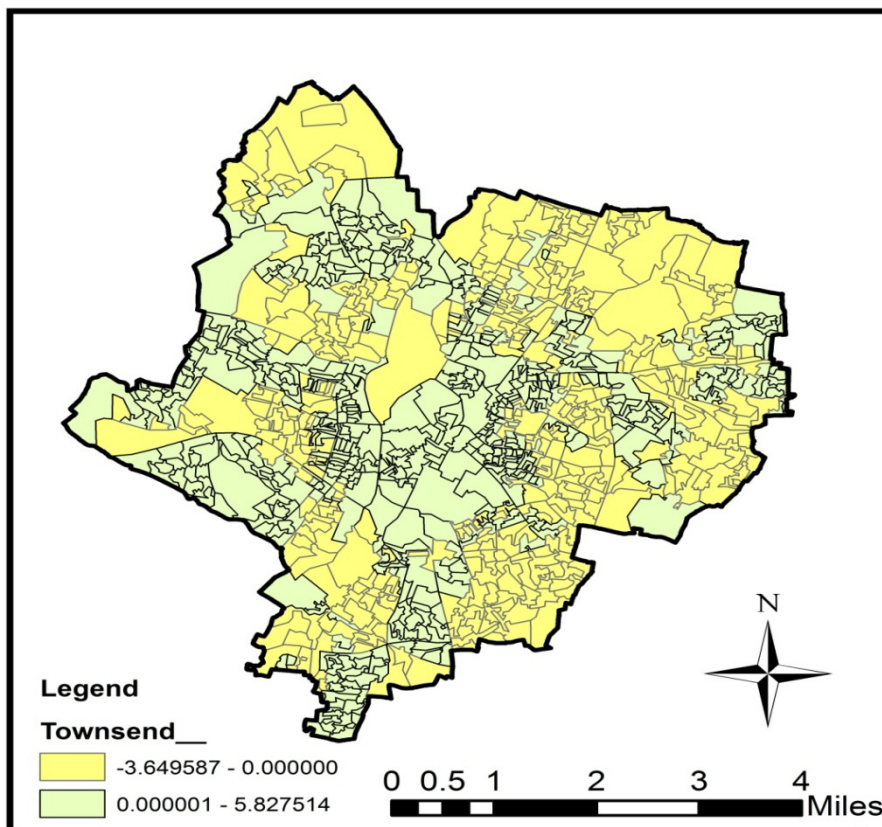 N
Legend
Townsend__
-3.649587 - 0.000000
0.000001 - 5.827514
0 0.5 1 2 3 4
Miles